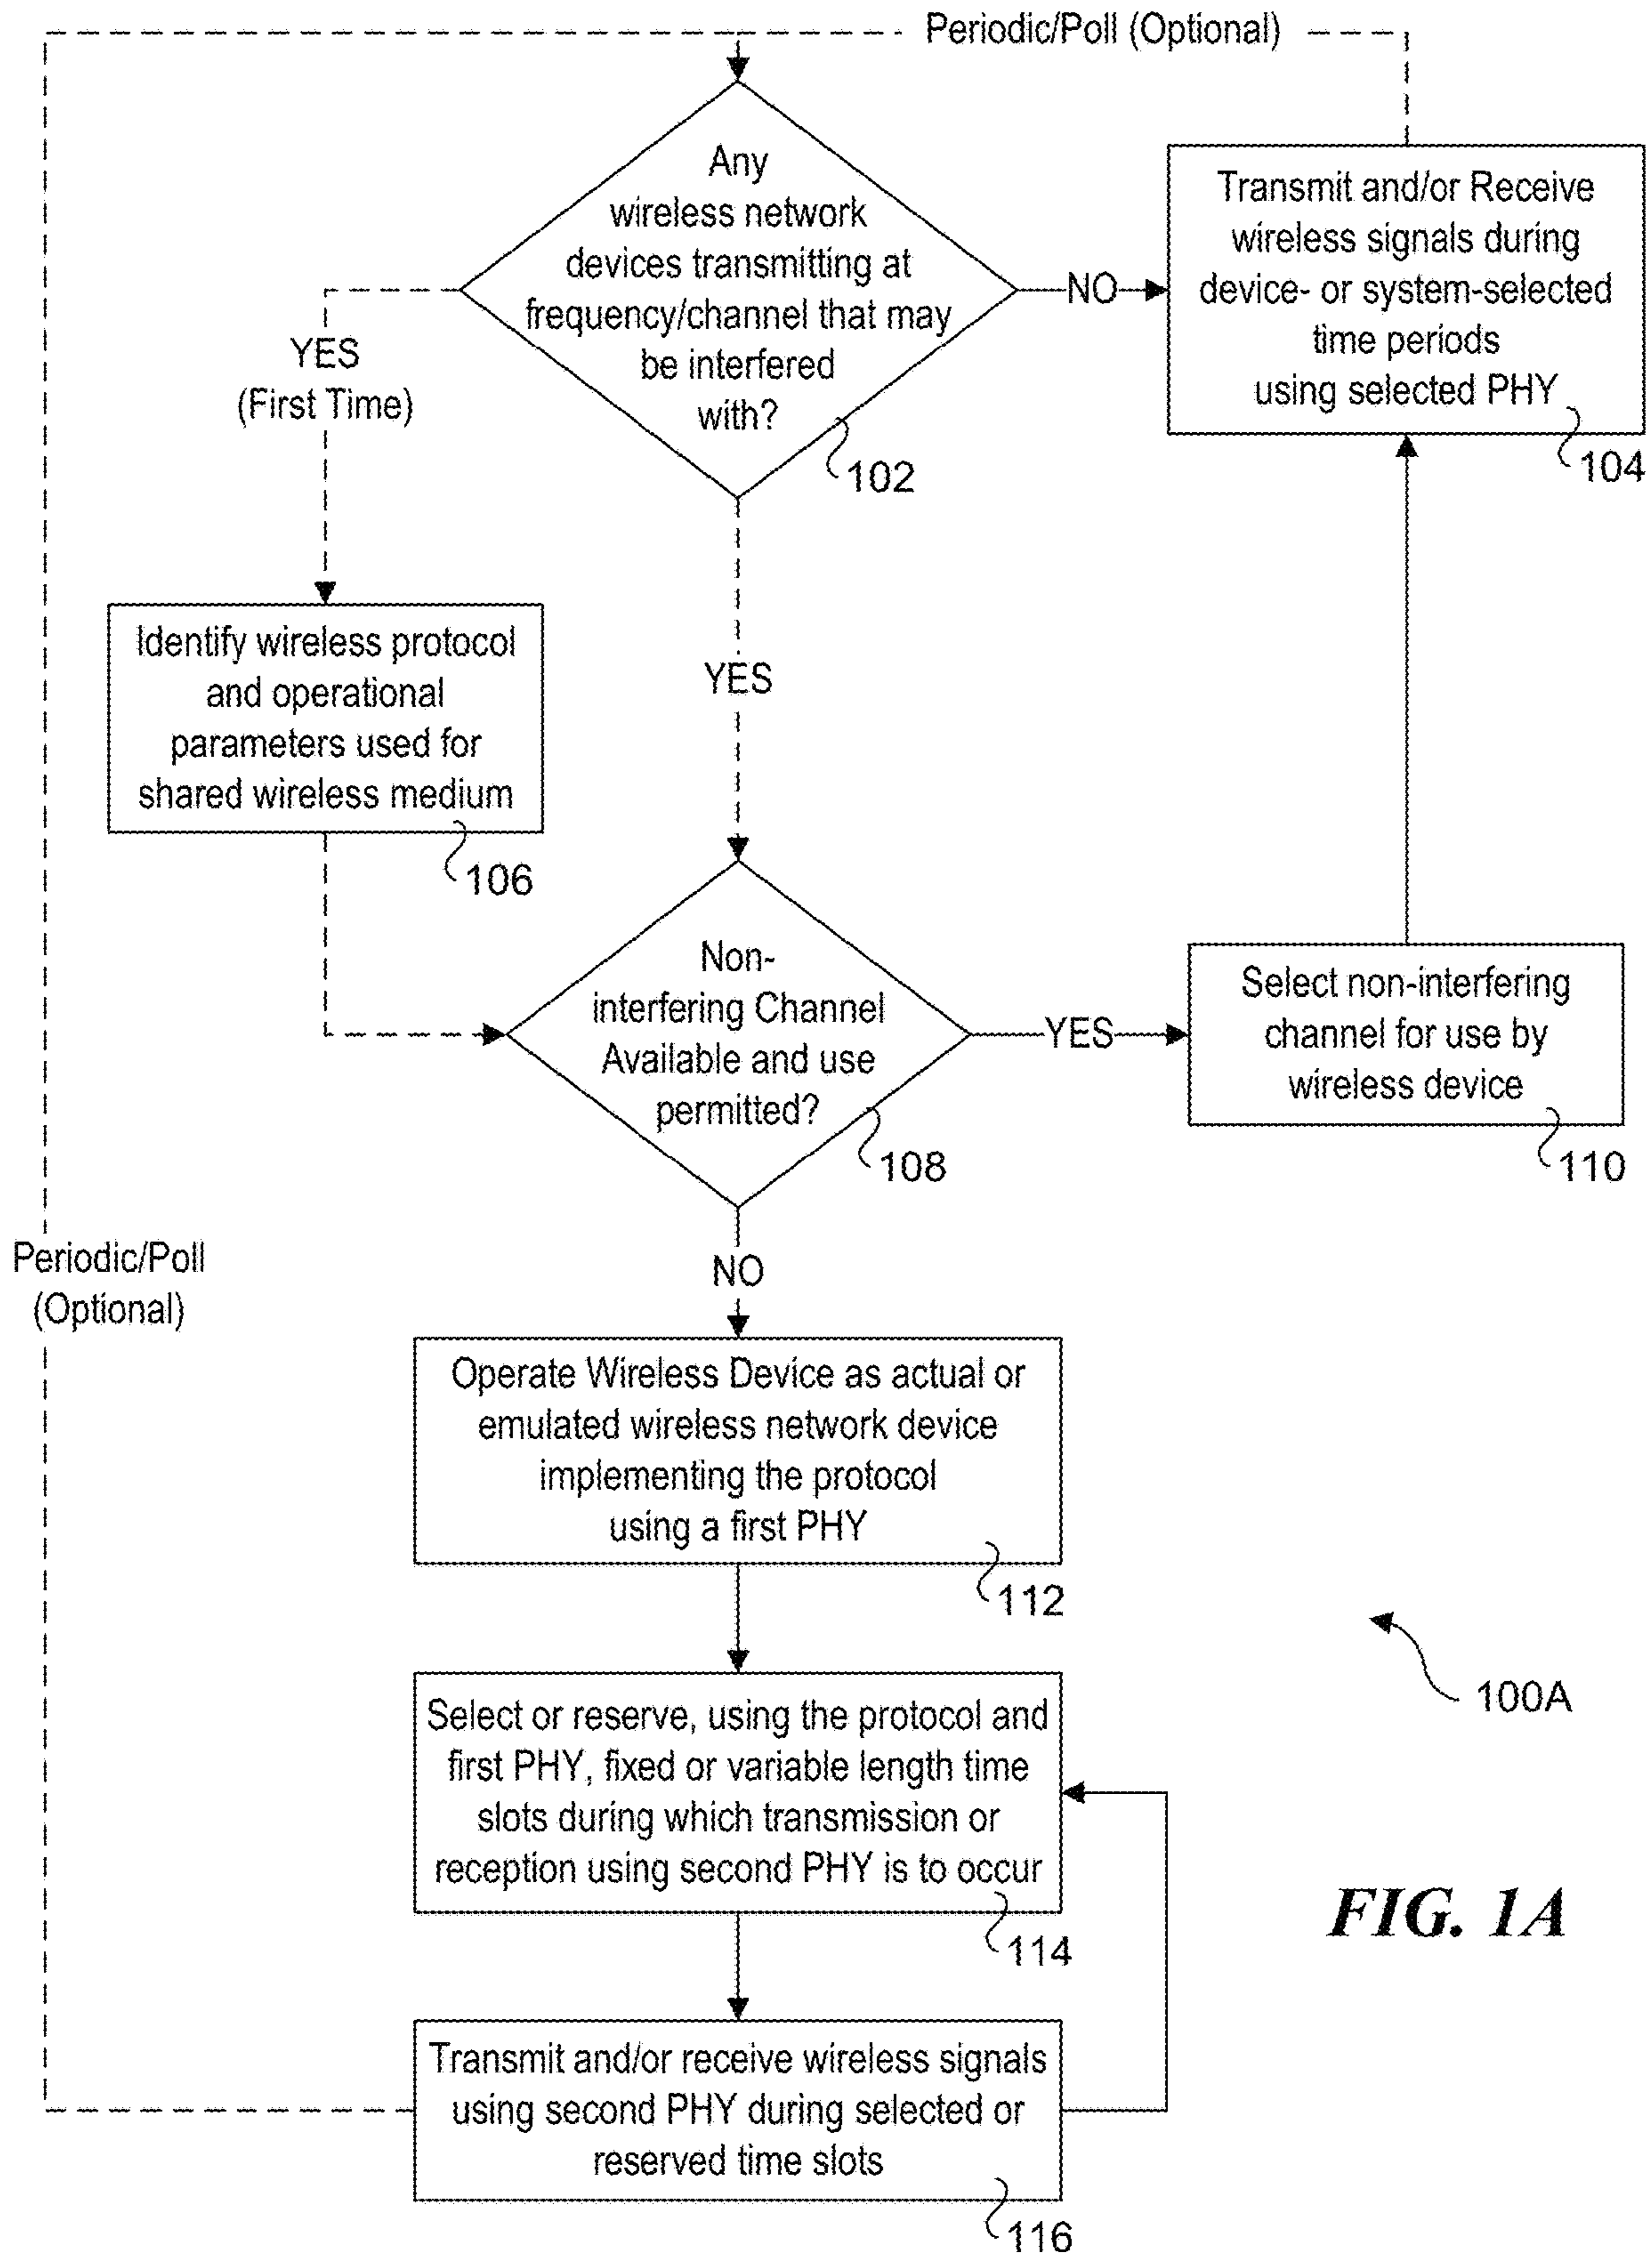 Periodic/Poll (Optional)
Any
wireless network
devices transmitting at
frequency/channel that may
be interfered
with?
102
NO
Transmit and/or Receive
wireless signals during
device- or system-selected
time periods
using selected PHY
104
YES
(First Time)
Identify wireless protocol
and operational
parameters used for
shared wireless medium
106
YES
Non-
interfering Channel
Available and use
permitted?
108
YES
Select non-interfering
channel for use by
wireless device
110
Periodic/Poll
(Optional)
NO
Operate Wireless Device as actual or
emulated wireless network device
implementing the protocol
using a first PHY
112
Select or reserve, using the protocol and
first PHY, fixed or variable length time
slots during which transmission or
reception using second PHY is to occur
114
100A
FIG. 1A
Transmit and/or receive wireless signals
using second PHY during selected or
reserved time slots
116